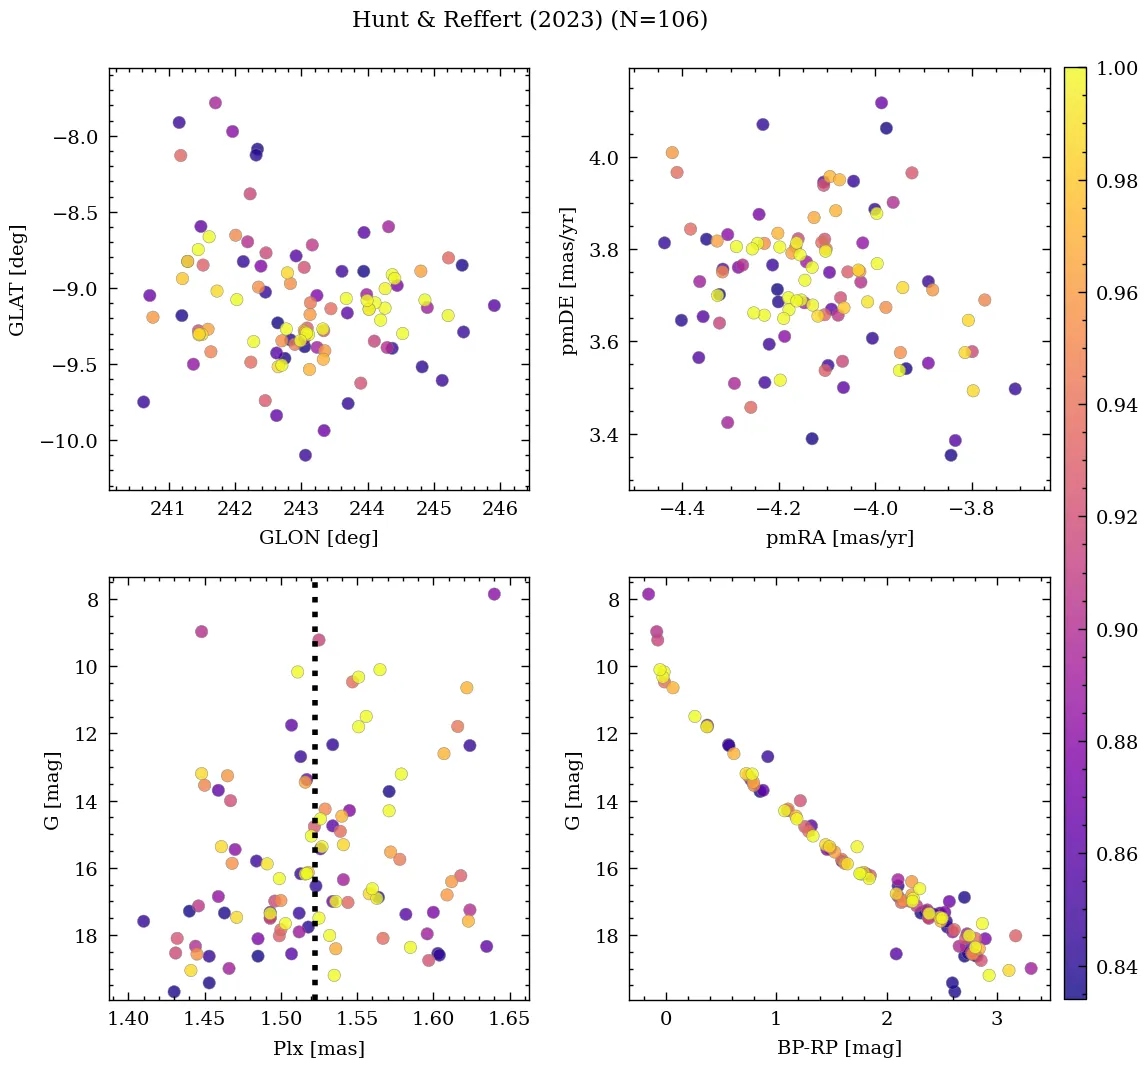 Hunt & Reffert (2023) (N=106)
−8.0
−8.5
−9.0
−9.5
−10.0
GLAT [deg]
241 242 243 244 245 246
GLON [deg]
4.0
3.8
3.6
3.4
pmDE [mas/yr]
−4.4 −4.2 −4.0 −3.8
pmRA [mas/yr]
8
10
12
14
16
18
G [mag]
1.40 1.45 1.50 1.55 1.60 1.65
Plx [mas]
8
10
12
14
16
18
G [mag]
0 1 2 3
BP-RP [mag]
1.00
0.98
0.96
0.94
0.92
0.90
0.88
0.86
0.84